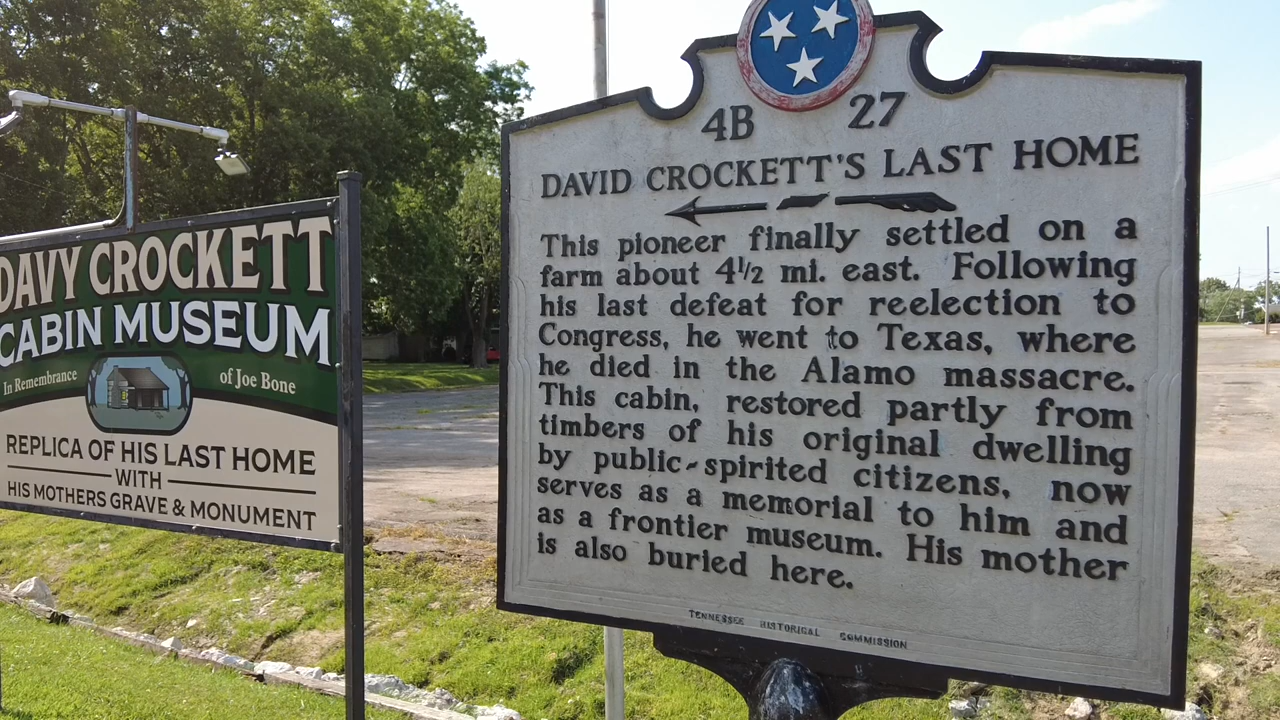 DAVY CROCKETT
CABIN MUSEUM
In Remembrance
of Joe Bone
REPLICA OF HIS LAST HOME
WITH
HIS MOTHERS GRAVE & MONUMENT
4B 27
DAVID CROCKETT'S LAST HOME
This pioneer finally settled on a
farm about 4½ mi. east. Following
his last defeat for reelection to
Congress, he went to Texas, where
he died in the Alamo massacre.
This cabin, restored partly from
timbers of his original dwelling
by public-spirited citizens, now
serves as a memorial to him and
as a frontier museum. His mother
is also buried here.
TENNESSEE HISTORICAL COMMISSION